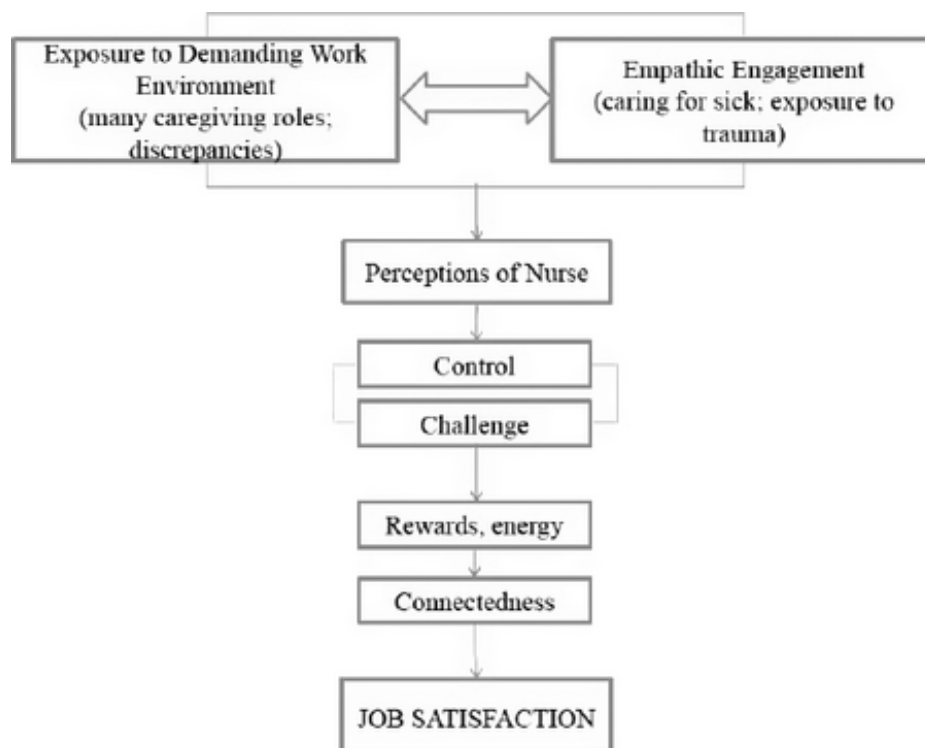 Exposure to Demanding Work
Environment
(many caregiving roles;
discrepancies)
Empathic Engagement
(caring for sick; exposure to
trauma)
Perceptions of Nurse
Control
Challenge
Rewards, energy
Connectedness
JOB SATISFACTION